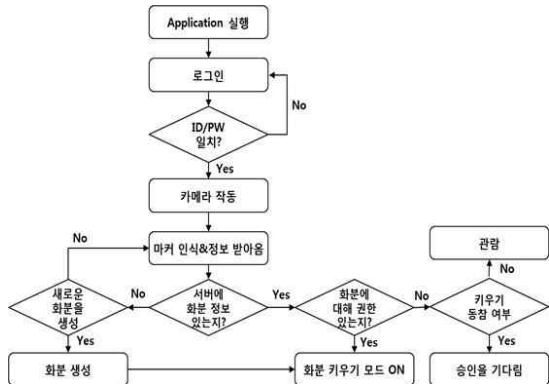 Application 실행
로그인
No
ID/PW
일치?
Yes
카메라 작동
No
마커 인식&정보 받아옴
관람
No
새로운
화분을
생성
No
서버에
화분 정보
있는지?
Yes
화분에
대해 권한
있는지?
No
키우기
동참 여부
Yes
Yes
Yes
화분 생성
화분 키우기 모드 ON
승인을 기다림